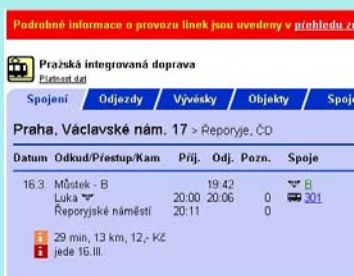 Podrobné informace o provozu linek jsou uvedeny v přehledu
Pražská integrovaná doprava
Platnost dat
Spojení Odjezdy Vývěsky Objekty Spoje
Praha, Václavské nám. 17 > Řeporyje, ČD
Datum Odkud/Přestup/Kam Příj. Odj. Pozn. Spoje
16.3. Můstek - B 19:42 B
Luka 20:00 20:06 0 301
Řeporyjské náměstí 20:11 0
29 min, 13 km, 12,- Kč
jede 16.III.